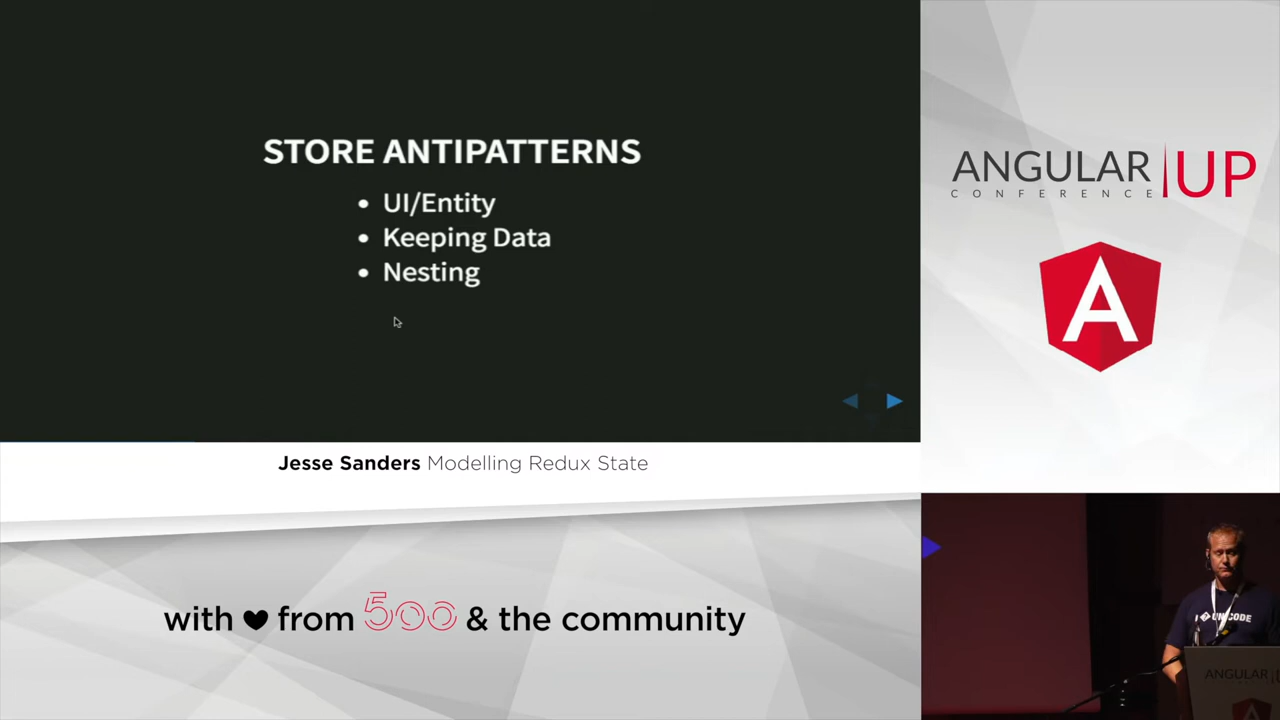 STORE ANTIPATTERNS
• UI/Entity
• Keeping Data
• Nesting
Jesse Sanders Modelling Redux State
with ♥ from 500 & the community
ANGULAR UP
CONFERENCE
A
ANGULAR